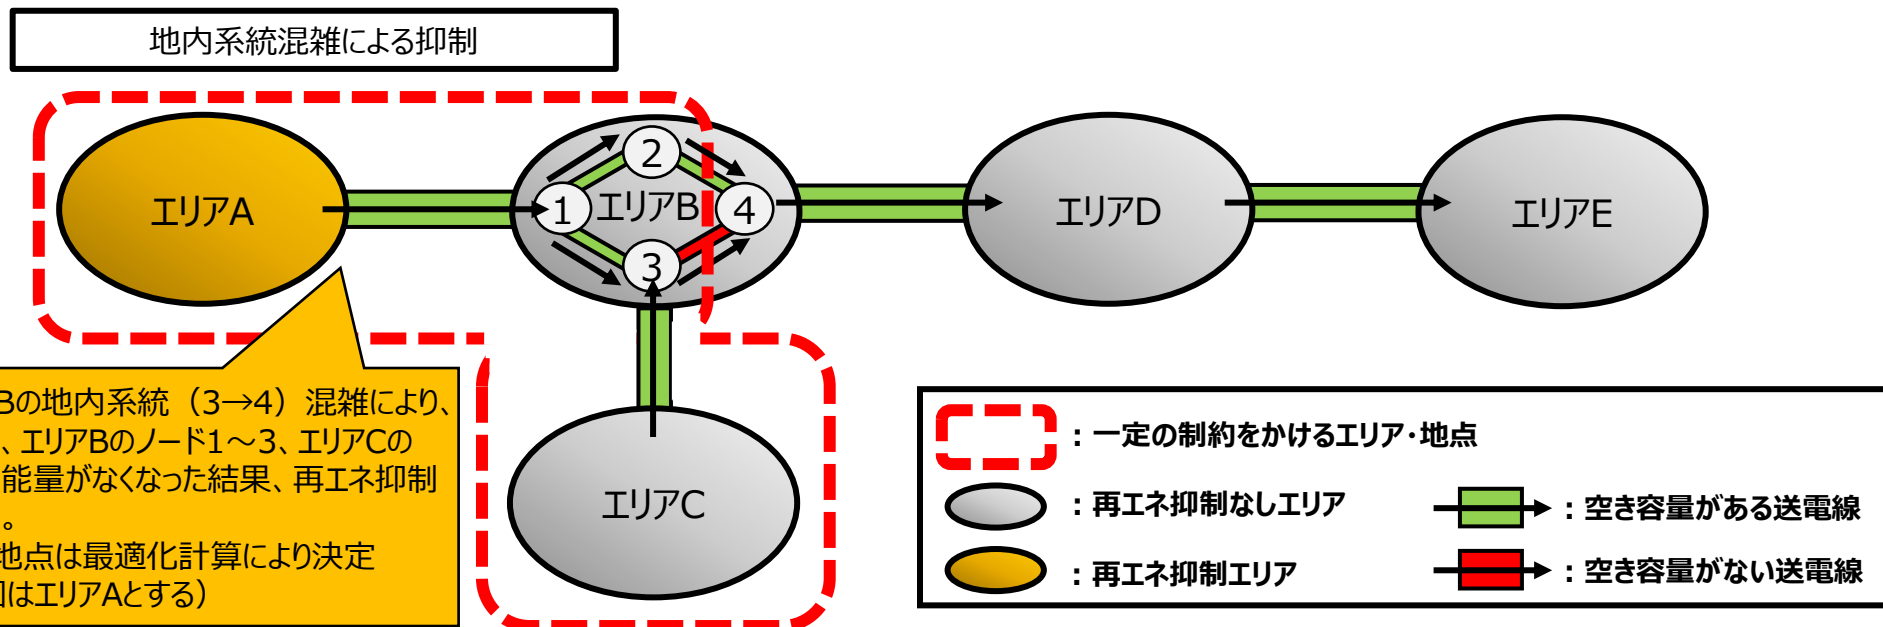 地内系統混雑による抑制
エリアA
1
2
エリアB
3
4
エリアD
エリアE
エリアC
Bの地内系統（3→4）混雑により、
、エリアBのノード1～3、エリアCの
能量がなくなった結果、再エネ抑制
。
地点は最適化計算により決定
はエリアAとする）
：一定の制約をかけるエリア・地点
：再エネ抑制なしエリア
：空き容量がある送電線
：再エネ抑制エリア
：空き容量がない送電線